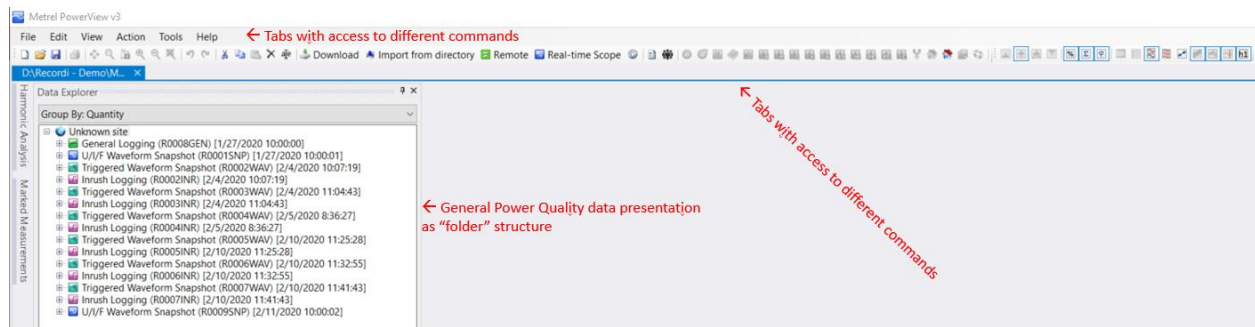 Metrel PowerView v3
File Edit View Action Tools Help
← Tabs with access to different commands
Download Import from directory Remote Real-time Scope
h1
D:\Recordi - Demo\M...
Harmonic Analysis
Marked Measurements
Data Explorer
Group By: Quantity
Unknown site
General Logging (R0008GEN) [1/27/2020 10:00:00]
U/I/F Waveform Snapshot (R0001SNP) [1/27/2020 10:00:01]
Triggered Waveform Snapshot (R0002WAV) [2/4/2020 10:07:19]
Inrush Logging (R0002INR) [2/4/2020 10:07:19]
Triggered Waveform Snapshot (R0003WAV) [2/4/2020 11:04:43]
Inrush Logging (R0003INR) [2/4/2020 11:04:43]
Triggered Waveform Snapshot (R0004WAV) [2/5/2020 8:36:27]
Inrush Logging (R0004INR) [2/5/2020 8:36:27]
Triggered Waveform Snapshot (R0005WAV) [2/10/2020 11:25:28]
Inrush Logging (R0005INR) [2/10/2020 11:25:28]
Triggered Waveform Snapshot (R0006WAV) [2/10/2020 11:32:55]
Inrush Logging (R0006INR) [2/10/2020 11:32:55]
Triggered Waveform Snapshot (R0007WAV) [2/10/2020 11:41:43]
Inrush Logging (R0007INR) [2/10/2020 11:41:43]
U/I/F Waveform Snapshot (R0009SNP) [2/11/2020 10:00:02]
← General Power Quality data presentation
as “folder” structure
← Tabs with access to different commands